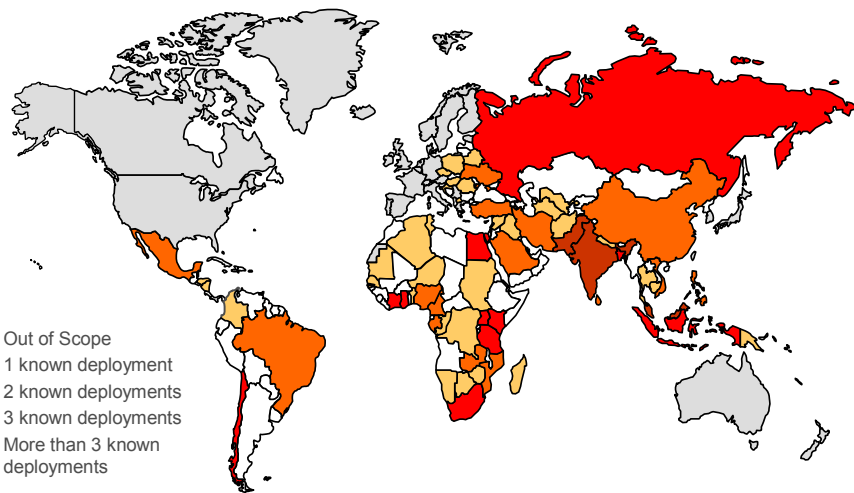 Out of Scope
1 known deployment
2 known deployments
3 known deployments
More than 3 known
deployments